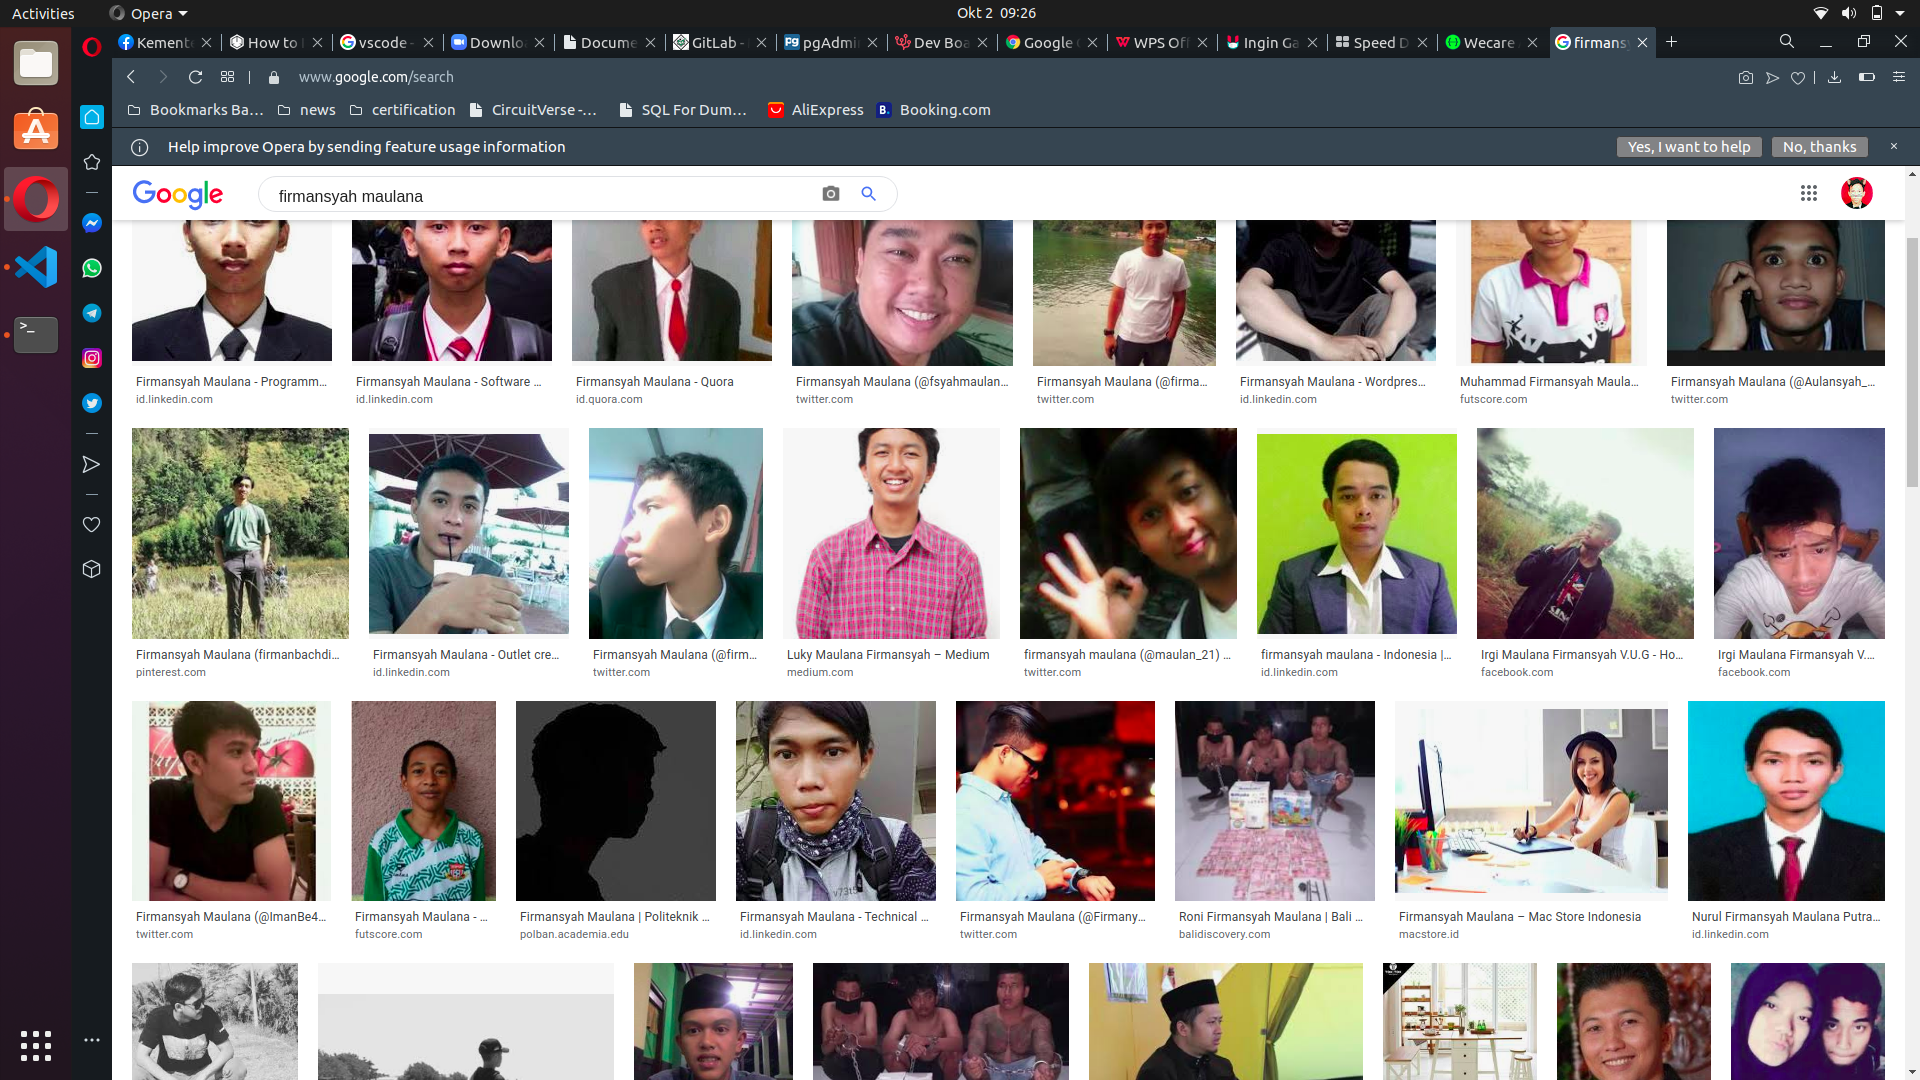 Activities
Opera
Okt 2 09:26
Kemente
How to
vscode -
Downlo
Docume
GitLab -
pgAdmi
Dev Boa
Google
WPS Off
Ingin Ga
Speed D
Wecare
firmans
www.google.com/search
Bookmarks Ba…
news
certification
CircuitVerse -…
SQL For Dum…
AliExpress
B.
Booking.com
Help improve Opera by sending feature usage information
Yes, I want to help
No, thanks
Google
firmansyah maulana
Firmansyah Maulana - Programm...
id.linkedin.com
Firmansyah Maulana - Software ...
id.linkedin.com
Firmansyah Maulana - Quora
id.quora.com
Firmansyah Maulana (@fsyahmaulan...
twitter.com
Firmansyah Maulana (@firma...
twitter.com
Firmansyah Maulana - Wordpres...
id.linkedin.com
Muhammad Firmansyah Maula...
futscore.com
Firmansyah Maulana (@Aulansyah_...
twitter.com
Firmansyah Maulana (firmanbachdi...
pinterest.com
Firmansyah Maulana - Outlet cre...
id.linkedin.com
Firmansyah Maulana (@firm...
twitter.com
Luky Maulana Firmansyah – Medium
medium.com
firmansyah maulana (@maulan_21) ...
twitter.com
firmansyah maulana - Indonesia |...
id.linkedin.com
Irgi Maulana Firmansyah V.U.G - Ho...
facebook.com
Irgi Maulana Firmansyah V....
facebook.com
Firmansyah Maulana (@ImanBe4...
twitter.com
Firmansyah Maulana - ...
futscore.com
Firmansyah Maulana | Politeknik ...
polban.academia.edu
Firmansyah Maulana - Technical ...
id.linkedin.com
Firmansyah Maulana (@Firmany...
twitter.com
Roni Firmansyah Maulana | Bali ...
balidiscovery.com
Firmansyah Maulana – Mac Store Indonesia
macstore.id
Nurul Firmansyah Maulana Putra...
id.linkedin.com